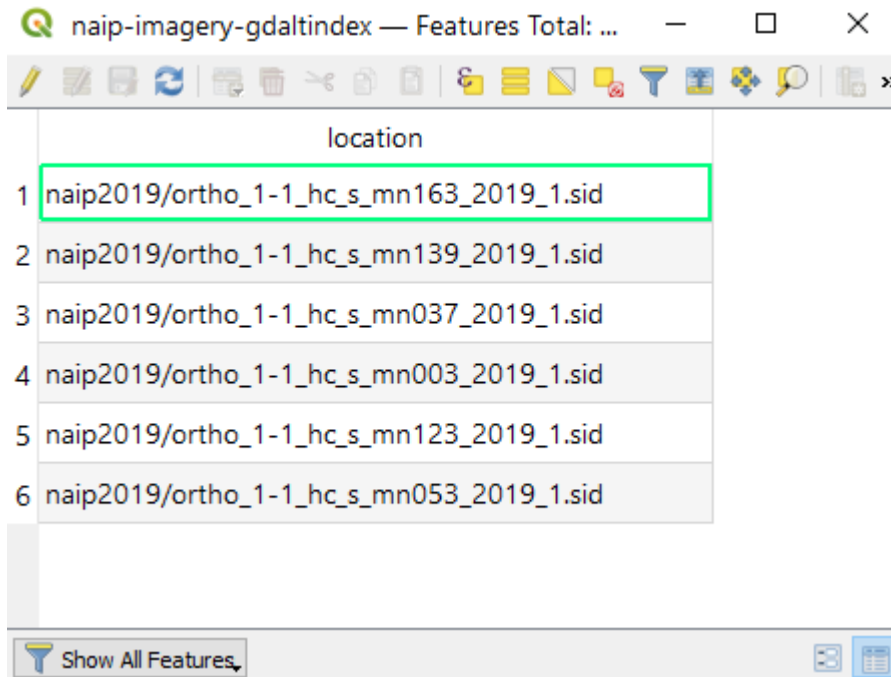 naip-imagery-gdaltindex — Features Total: ...
location
1 naip2019/ortho_1-1_hc_s_mn163_2019_1.sid
2 naip2019/ortho_1-1_hc_s_mn139_2019_1.sid
3 naip2019/ortho_1-1_hc_s_mn037_2019_1.sid
4 naip2019/ortho_1-1_hc_s_mn003_2019_1.sid
5 naip2019/ortho_1-1_hc_s_mn123_2019_1.sid
6 naip2019/ortho_1-1_hc_s_mn053_2019_1.sid
Show All Features